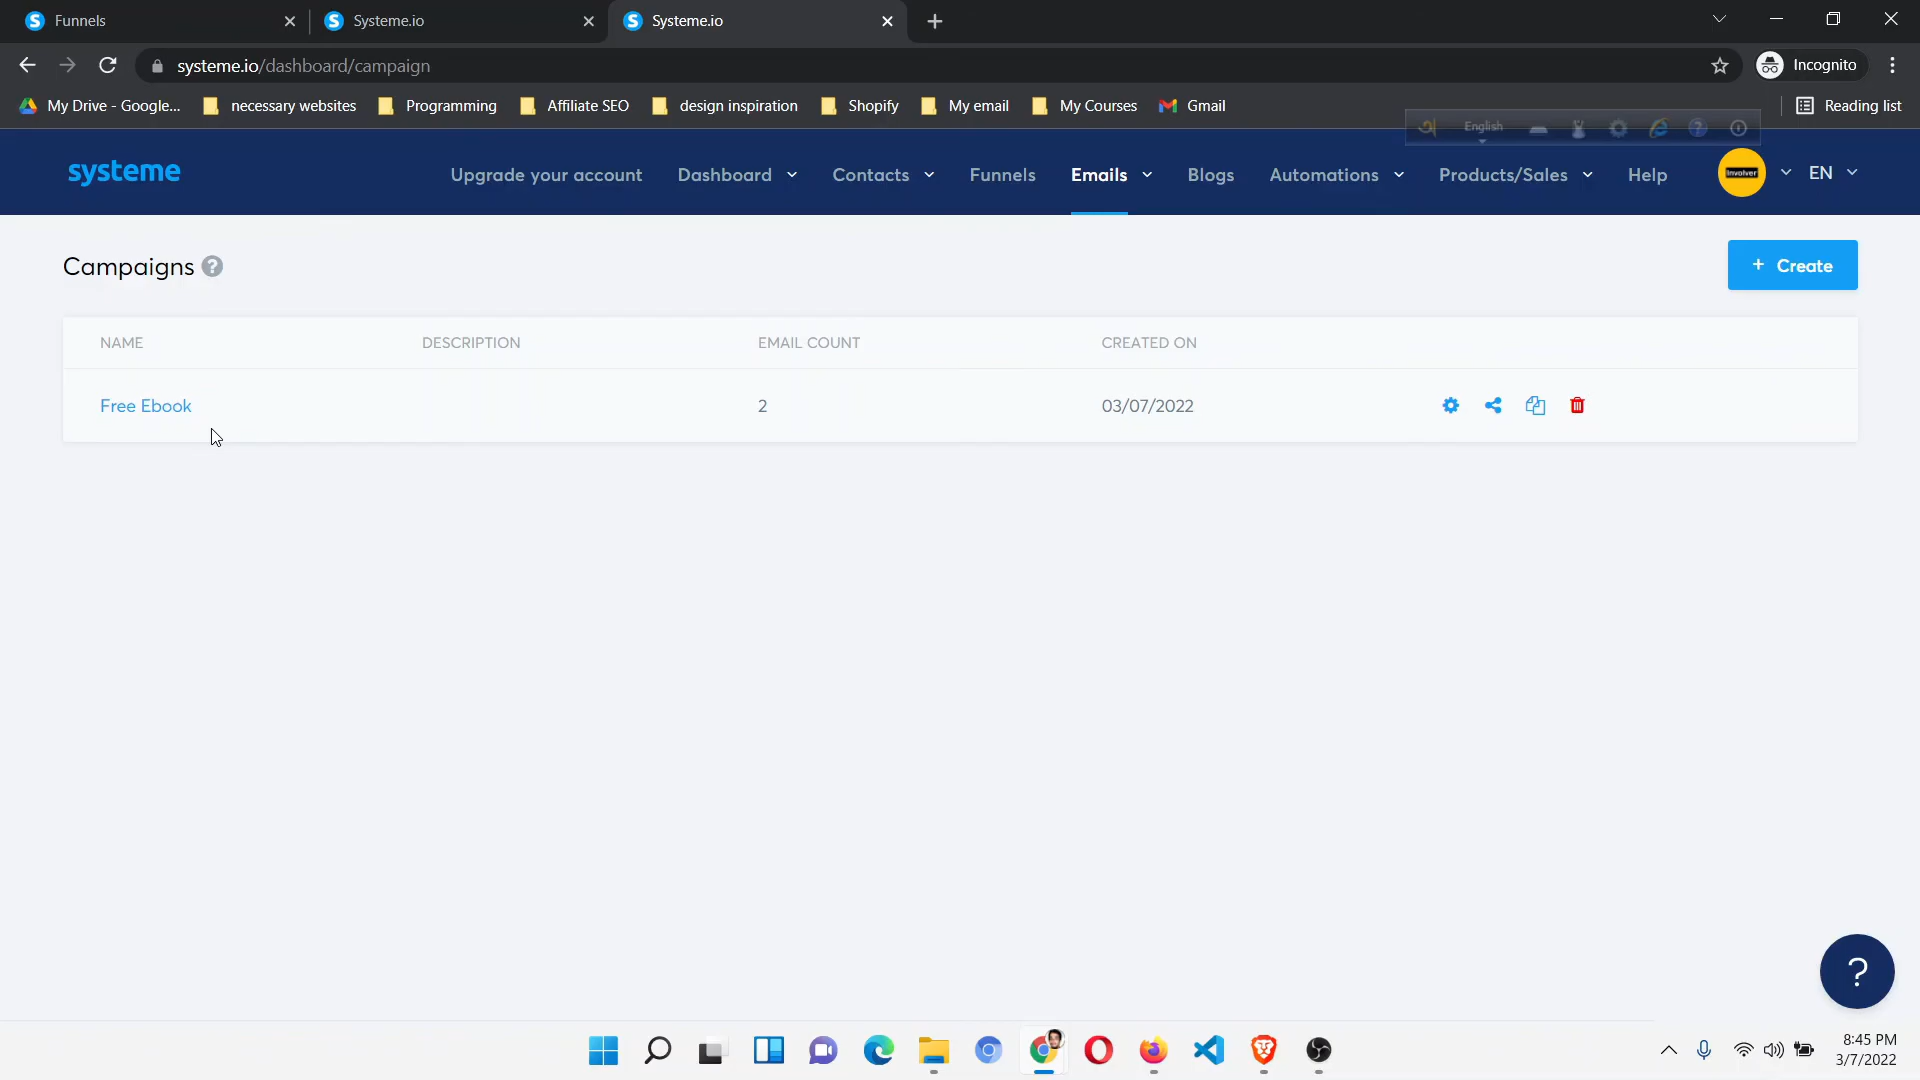 Funnels
Systeme.io
Systeme.io
systeme.io/dashboard/campaign
Incognito
My Drive - Google...
necessary websites
Programming
Affiliate SEO
design inspiration
Shopify
My email
My Courses
Gmail
Reading list
English
systeme
Upgrade your account
Dashboard
Contacts
Funnels
Emails
Blogs
Automations
Products/Sales
Help
Involver
EN
Campaigns ?
+ Create
NAME DESCRIPTION EMAIL COUNT CREATED ON
Free Ebook 2 03/07/2022
?
8:45 PM
3/7/2022